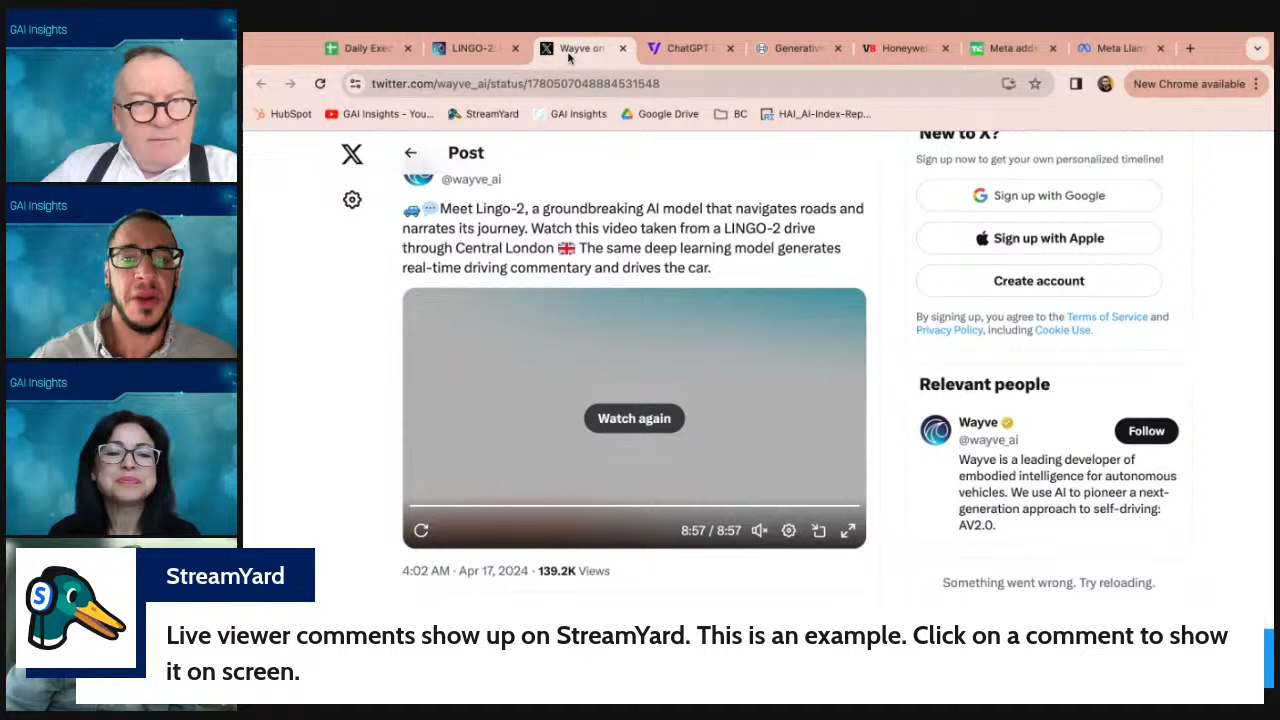 GAI Insights
GAI Insights
GAI Insights
Daily Exec
LINGO-2:
Wayve on
ChatGPT
Generative
Honeywel
Meta adds
Meta Llam
twitter.com/wayve_ai/status/1780507048884531548
New Chrome available
HubSpot
GAI Insights - You...
StreamYard
GAI Insights
Google Drive
BC
HAI_AI-Index-Rep...
Post
@wayve_ai
🚙💬Meet Lingo-2, a groundbreaking AI model that navigates roads and
narrates its journey. Watch this video taken from a LINGO-2 drive
through Central London 🇬🇧 The same deep learning model generates
real-time driving commentary and drives the car.
Watch again
8:57 / 8:57
4:02 AM · Apr 17, 2024 · 139.2K Views
New to X?
Sign up now to get your own personalized timeline!
Sign up with Google
Sign up with Apple
Create account
By signing up, you agree to the Terms of Service and
Privacy Policy, including Cookie Use.
Relevant people
Wayve
@wayve_ai
Follow
Wayve is a leading developer of
embodied intelligence for autonomous
vehicles. We use AI to pioneer a next-
generation approach to self-driving:
AV2.0.
Something went wrong. Try reloading.
S
StreamYard
Live viewer comments show up on StreamYard. This is an example. Click on a comment to show
it on screen.